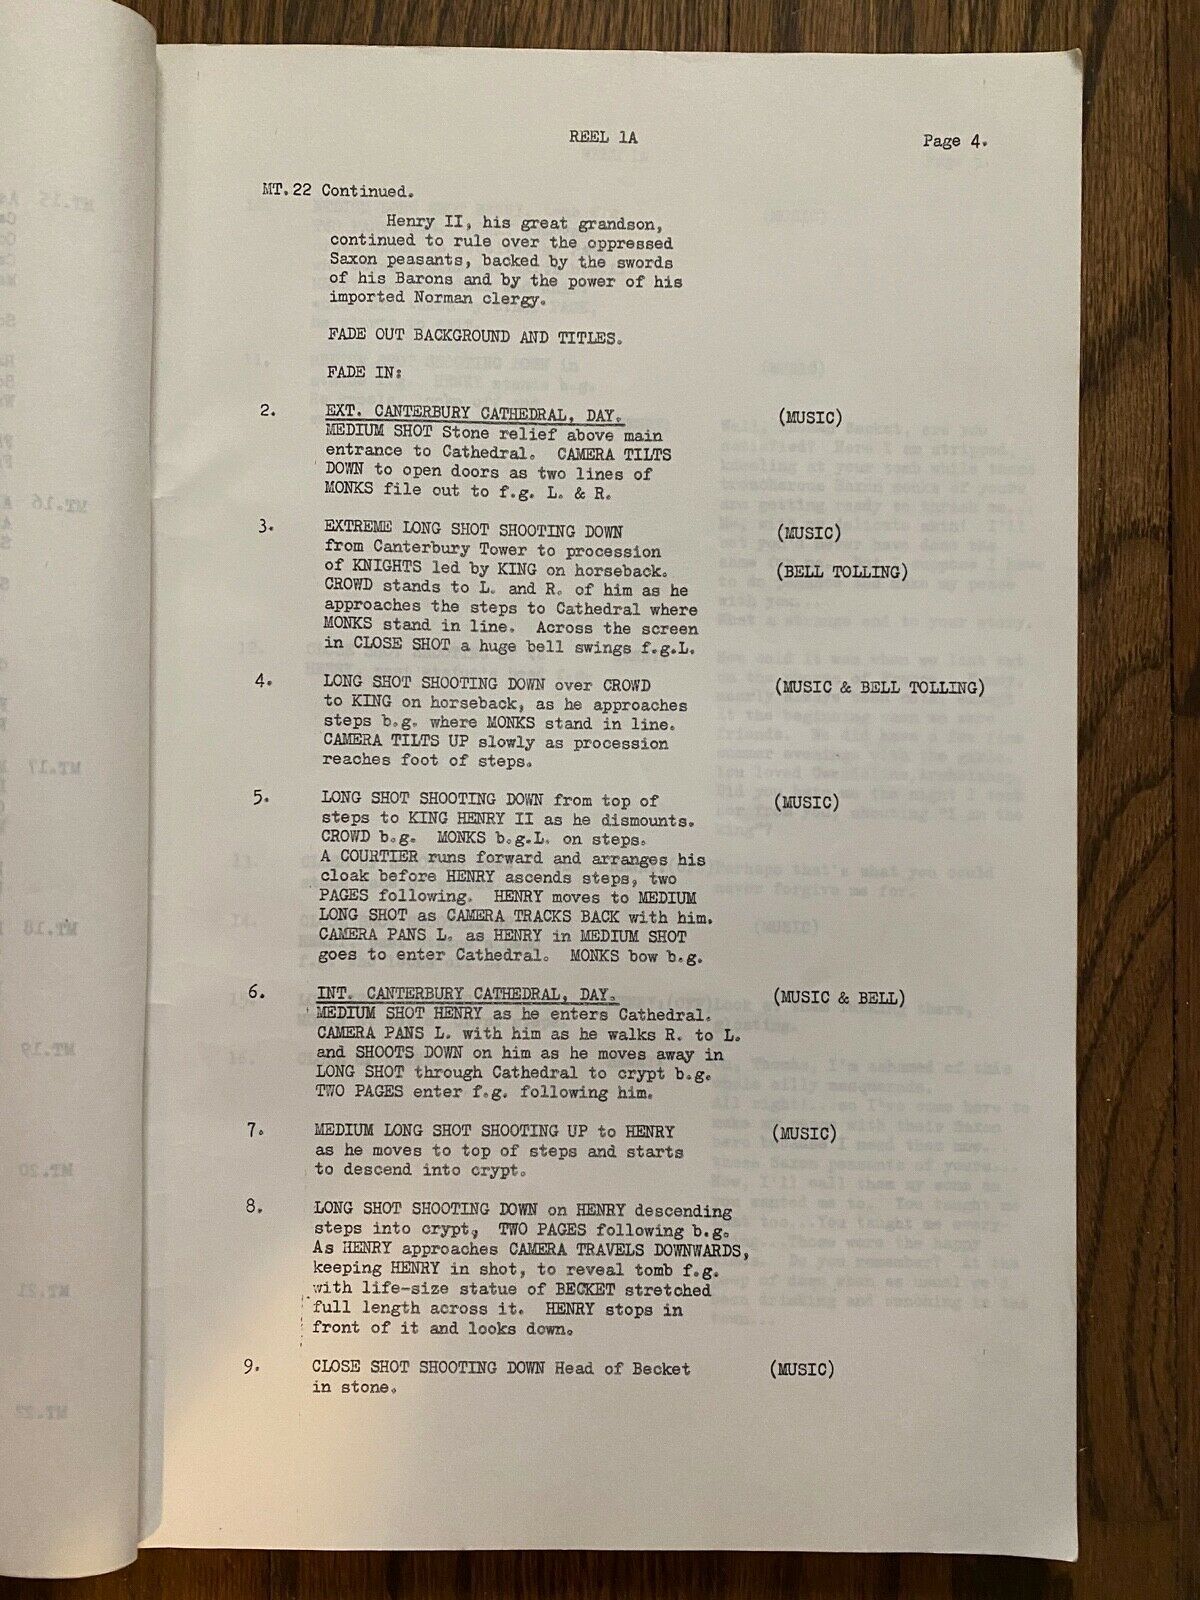 REEL 1A
Page 4.
MT.22 Continued.
Henry II, his great grandson,
continued to rule over the oppressed
Saxon peasants, backed by the swords
of his Barons and by the power of his
imported Norman clergy.
FADE OUT BACKGROUND AND TITLES.
FADE IN:
2. EXT. CANTERBURY CATHEDRAL, DAY. (MUSIC)
MEDIUM SHOT Stone relief above main
entrance to Cathedral. CAMERA TILTS
DOWN to open doors as two lines of
MONKS file out to f.g. L. & R.
3. EXTREME LONG SHOT SHOOTING DOWN (MUSIC)
from Canterbury Tower to procession
of KNIGHTS led by KING on horseback. (BELL TOLLING)
CROWD stands to L. and R. of him as he
approaches the steps to Cathedral where
MONKS stand in line. Across the screen
in CLOSE SHOT a huge bell swings f.g.L.
4. LONG SHOT SHOOTING DOWN over CROWD (MUSIC & BELL TOLLING)
to KING on horseback, as he approaches
steps b.g. where MONKS stand in line.
CAMERA TILTS UP slowly as procession
reaches foot of steps.
5. LONG SHOT SHOOTING DOWN from top of (MUSIC)
steps to KING HENRY II as he dismounts.
CROWD b.g. MONKS b.g.L. on steps.
A COURTIER runs forward and arranges his
cloak before HENRY ascends steps, two
PAGES following. HENRY moves to MEDIUM
LONG SHOT as CAMERA TRACKS BACK with him.
CAMERA PANS L. as HENRY in MEDIUM SHOT
goes to enter Cathedral. MONKS bow b.g.
6. INT. CANTERBURY CATHEDRAL, DAY. (MUSIC & BELL)
MEDIUM SHOT HENRY as he enters Cathedral.
CAMERA PANS L. with him as he walks R. to L.
and SHOOTS DOWN on him as he moves away in
LONG SHOT through Cathedral to crypt b.g.
TWO PAGES enter f.g. following him.
7. MEDIUM LONG SHOT SHOOTING UP to HENRY (MUSIC)
as he moves to top of steps and starts
to descend into crypt.
8. LONG SHOT SHOOTING DOWN on HENRY descending
steps into crypt, TWO PAGES following b.g.
As HENRY approaches CAMERA TRAVELS DOWNWARDS,
keeping HENRY in shot, to reveal tomb f.g.
with life-size statue of BECKET stretched
full length across it. HENRY stops in
front of it and looks down.
9. CLOSE SHOT SHOOTING DOWN Head of Becket (MUSIC)
in stone.